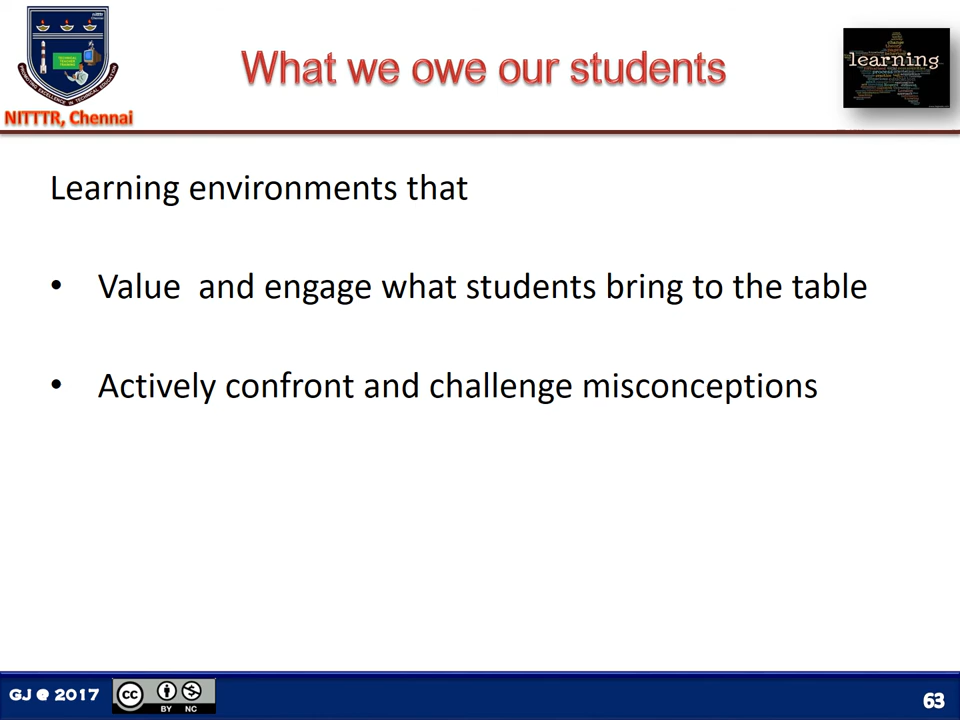 What we owe our students
learning
NITTTR, Chennai
Learning environments that
• Value and engage what students bring to the table
• Actively confront and challenge misconceptions
GJ @ 2017
cc
BY NC
63